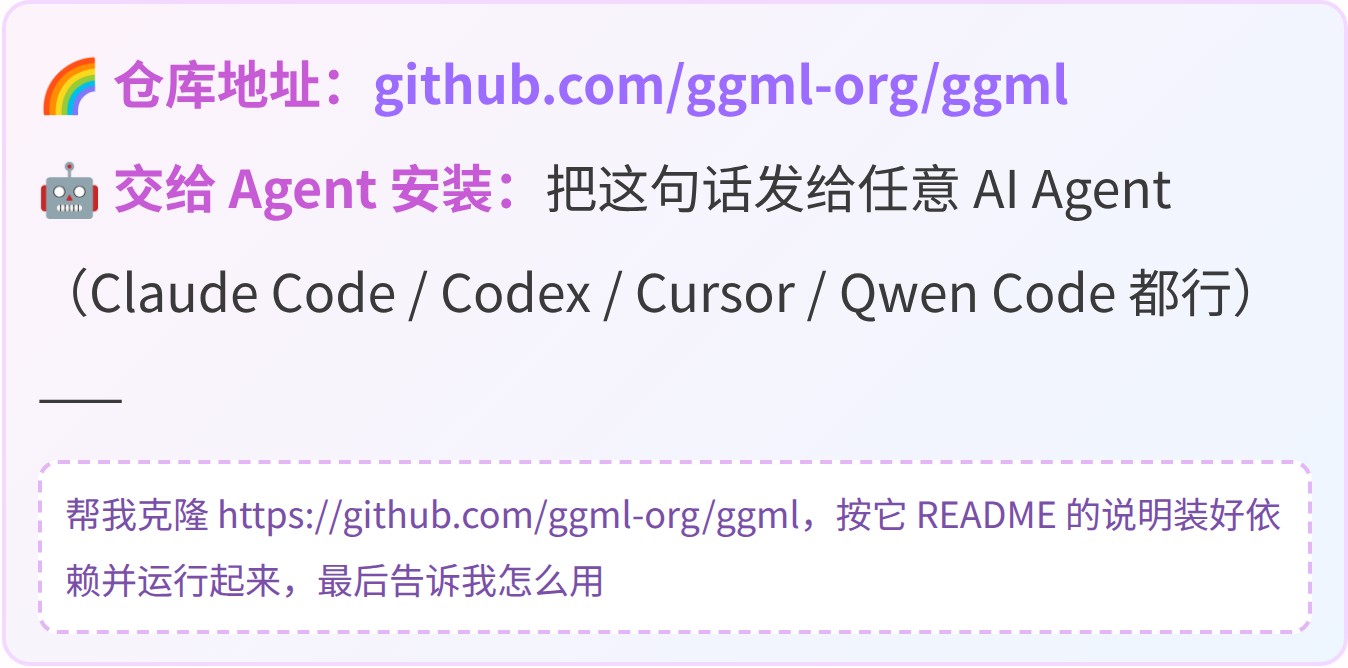 🌈 仓库地址：github.com/ggml-org/ggml
🤖 交给 Agent 安装：把这句话发给任意 AI Agent
（Claude Code / Codex / Cursor / Qwen Code 都行）
——
帮我克隆 https://github.com/ggml-org/ggml，按它 README 的说明装好依
赖并运行起来，最后告诉我怎么用